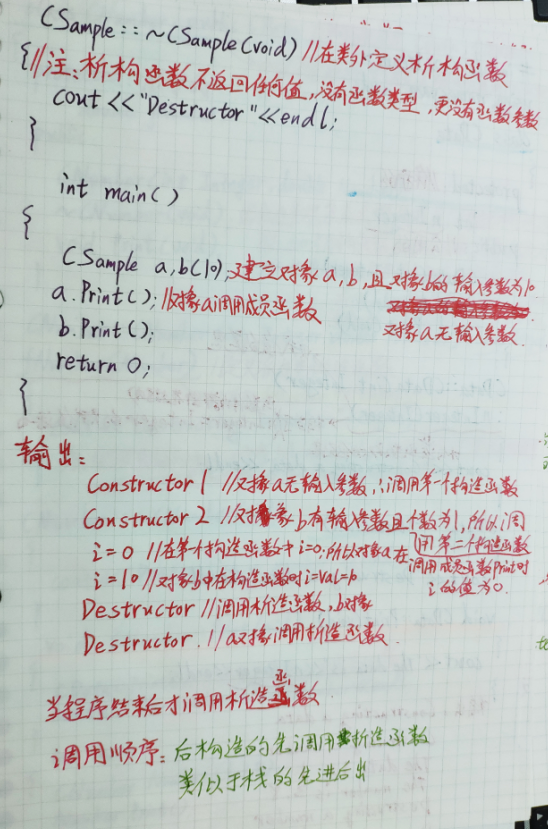 CSample::~CSample(void) //在类外定义析构函数
{//注:析构函数不返回任何值,没有函数类型,更没有函数参数
cout<<"Destructor"<<endl;
}
int main()
{
CSample a,b(10); 建立对象a,b,且对象b的输入参数为10
a.Print(); //对象a调用成员函数
对象a无输入参数.
b.Print();
return 0;
}
输出:
Constructor 1 //对象a无输入参数,∴调用第一个构造函数
Constructor 2 //对象b有输入参数且个数为1,所以调
用第二个构造函数
i=0 //在第一个构造函数中i=0,所以对象a在调用成员函数Print时
i的值为0.
i=10 //对象b中在构造函数时i=val=10
Destructor //调用析造函数,b对象
Destructor. //a对象调用析造函数.
当程序结束后才调用析造函数
调用顺序:后构造的先调用析造函数
类似于栈的先进后出